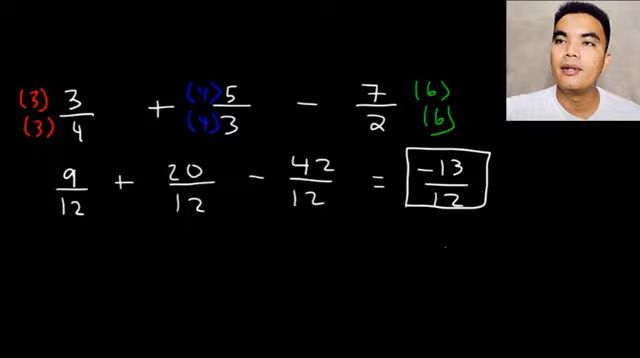 (3) 3/(3) 4 + (4) 5/(4) 3 - 7/2 (6)/(6)
9/12 + 20/12 - 42/12 = -13/12